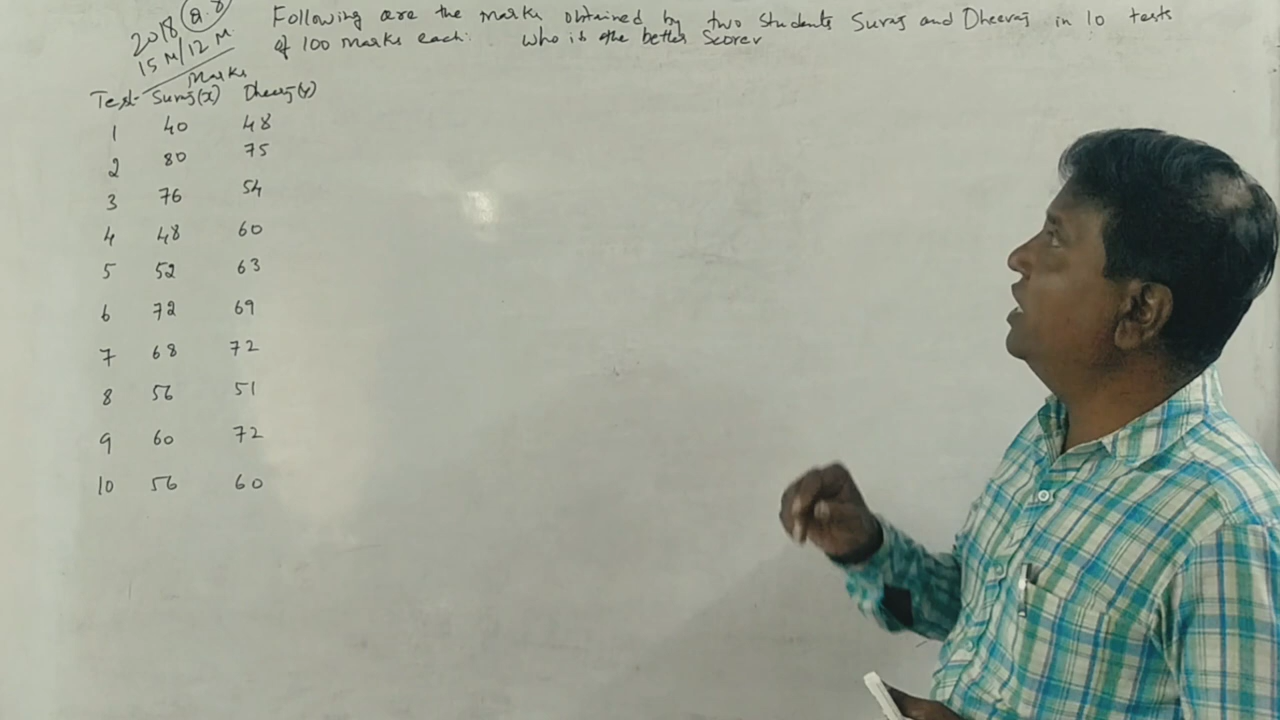 2018 Q.8
15 M/12 M
Following are the marks obtained by two students Suraj and Dheeraj in 10 tests
of 100 marks each. Who is the better Scorer
Marks
Test Suraj(x) Dheeraj(y)
1 40 48
2 80 75
3 76 54
4 48 60
5 52 63
6 72 69
7 68 72
8 56 51
9 60 72
10 56 60